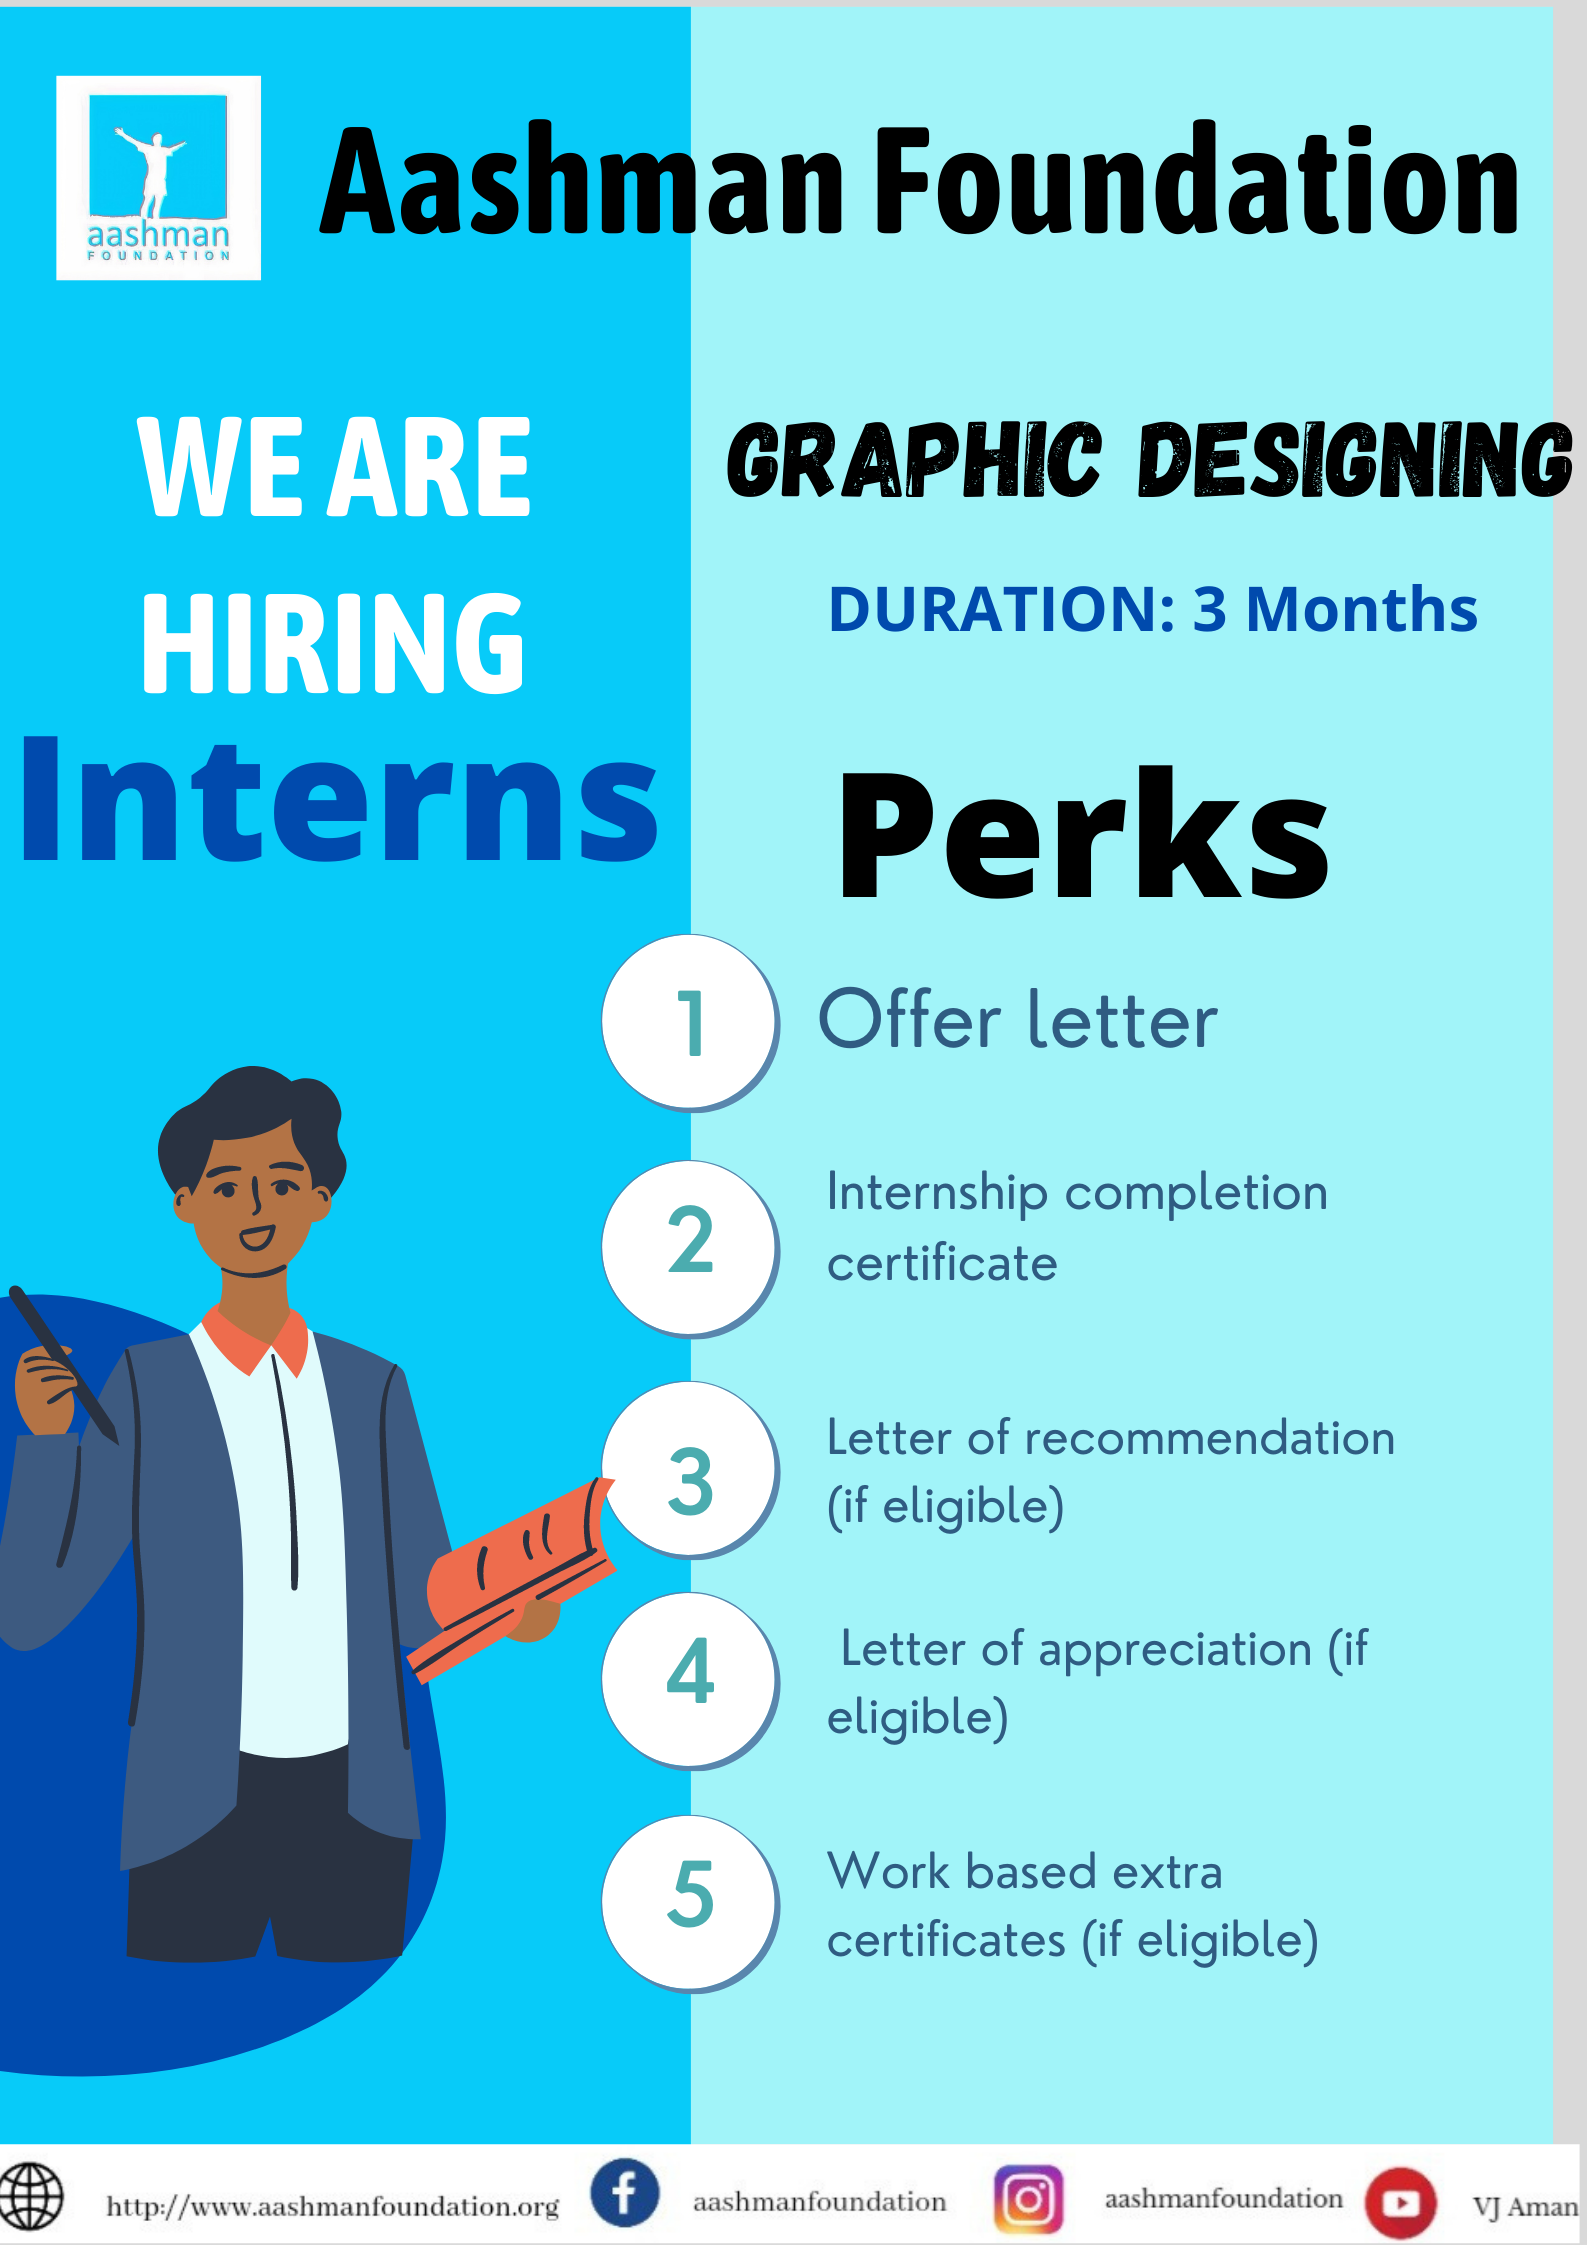 aashman
FOUNDATION
Aashman Foundation
WE ARE
HIRING
Interns
GRAPHIC DESIGNING
DURATION: 3 Months
Perks
1
Offer letter
2
Internship completion
certificate
3
Letter of recommendation
(if eligible)
4
Letter of appreciation (if
eligible)
5
Work based extra
certificates (if eligible)
http://www.aashmanfoundation.org
aashmanfoundation
aashmanfoundation
VJ Aman